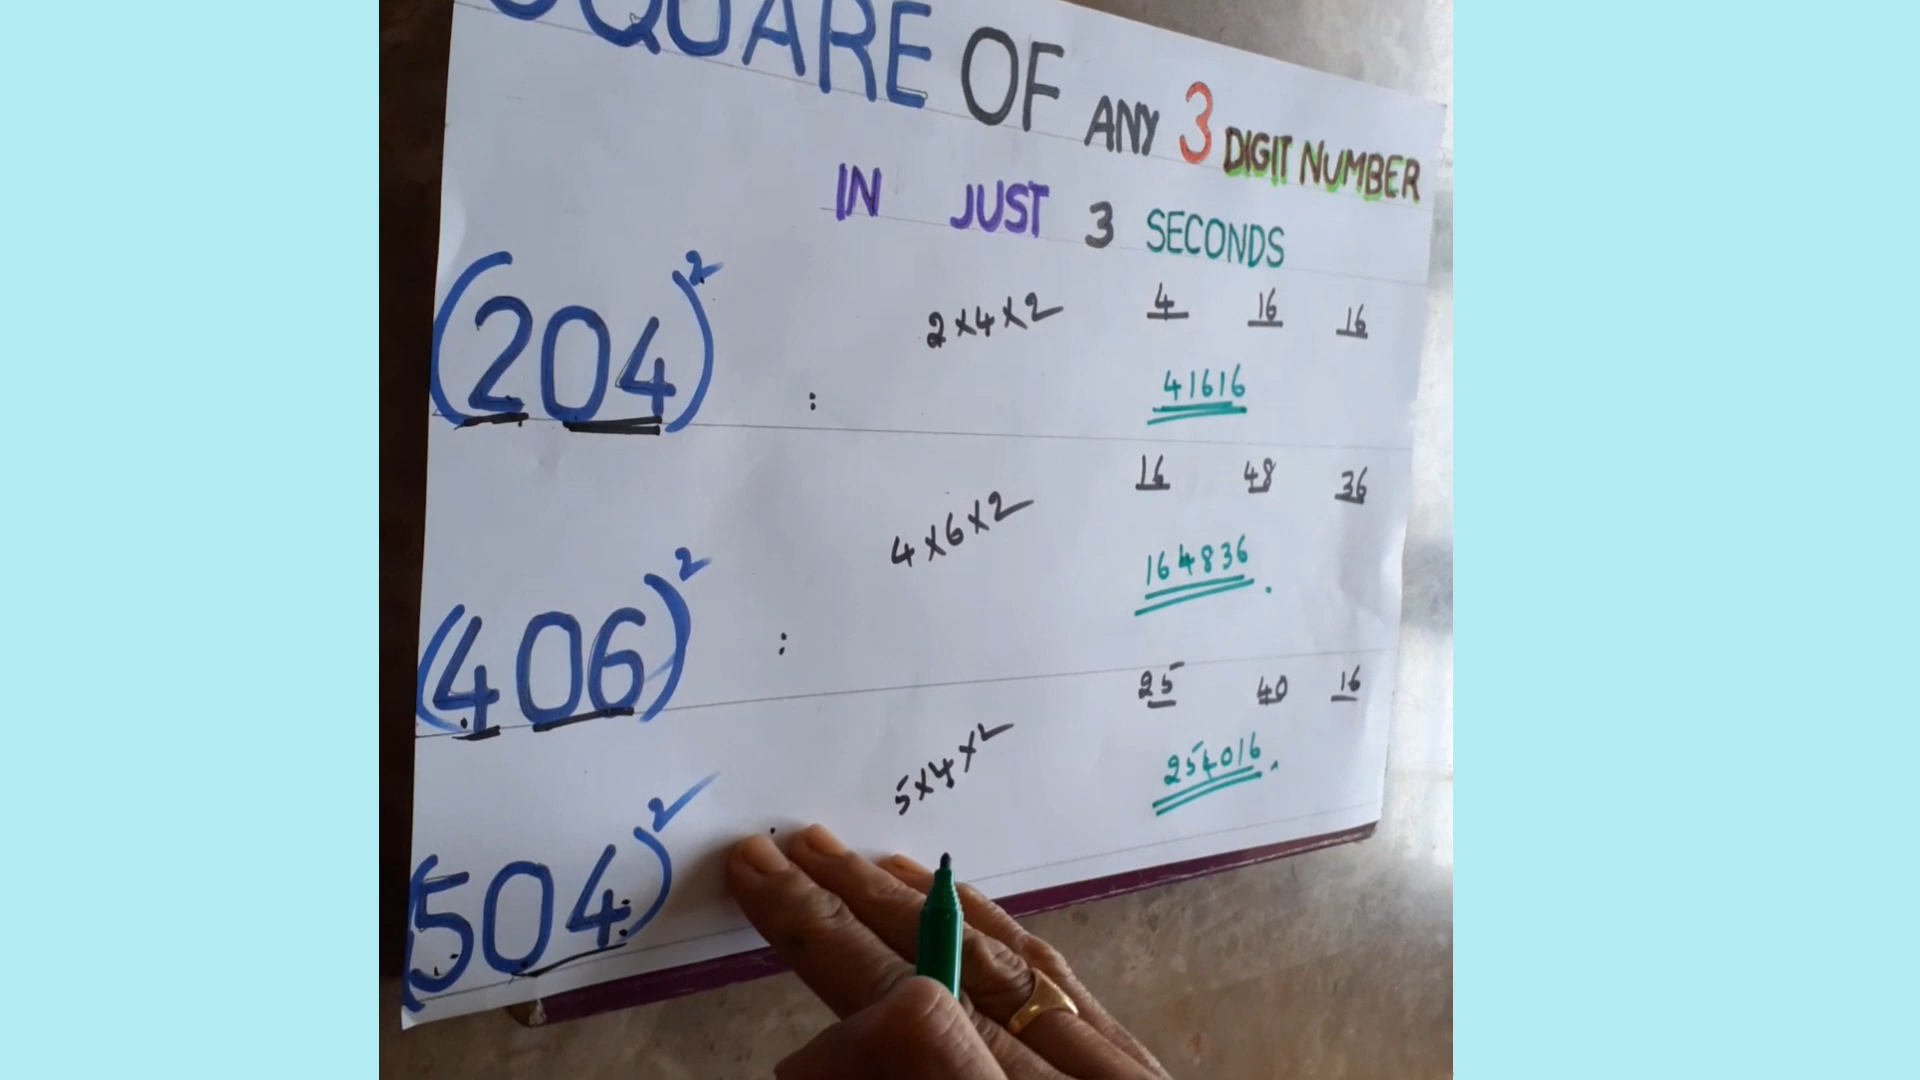 SQUARE OF ANY 3 DIGIT NUMBER
IN JUST 3 SECONDS
(204)² : 2×4×2 4 16 16
41616
(406)² : 4×6×2 16 48 36
164836.
(504)² : 5×4×2 25 40 16
254016.